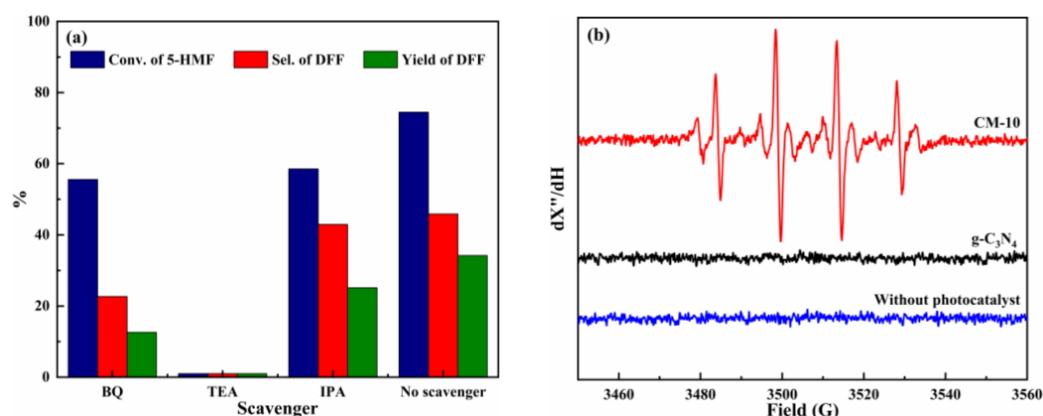 (a)
Conv. of 5-HMF Sel. of DFF Yield of DFF
100
80
60
40
20
0
%
BQ TEA IPA No scavenger
Scavenger
(b)
CM-10
g-C₃N₄
Without photocatalyst
dX"/dH
3460 3480 3500 3520 3540 3560
Field (G)